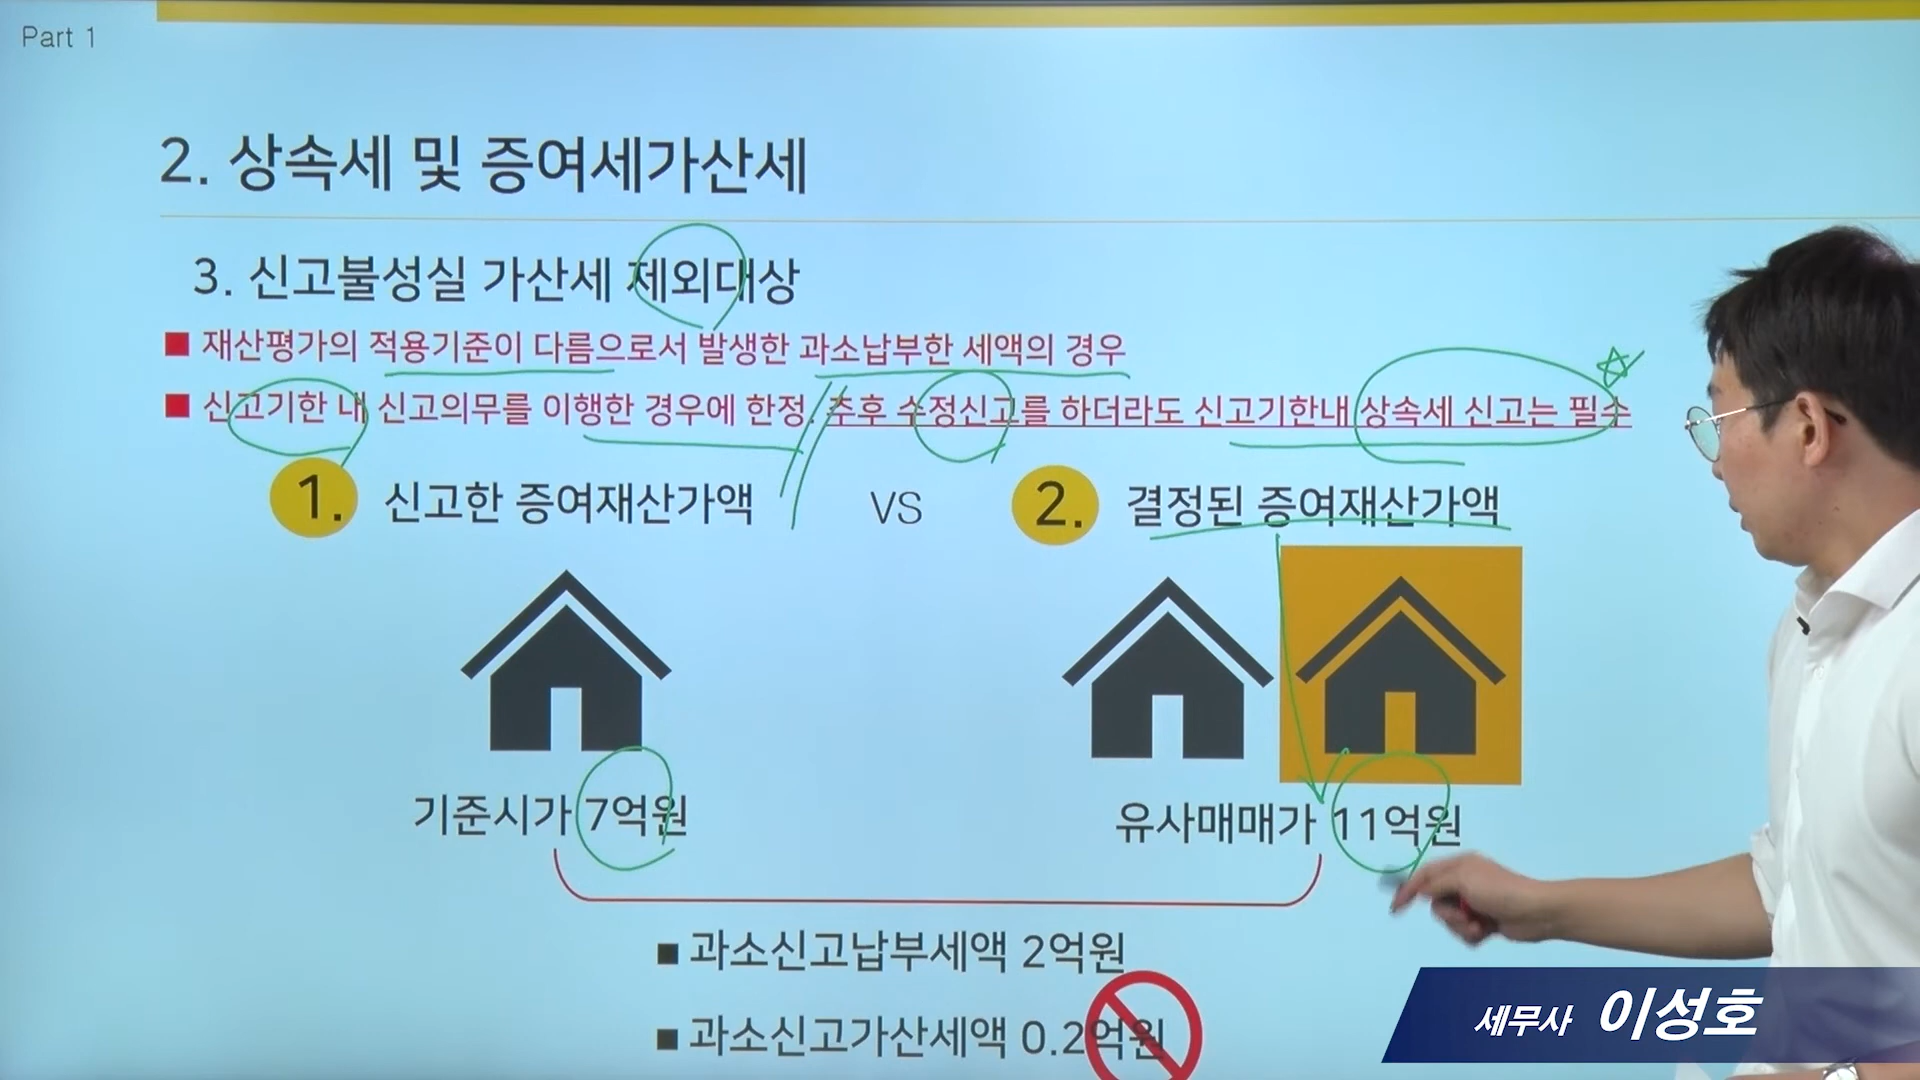 Part 1
2. 상속세 및 증여세가산세
3. 신고불성실 가산세 제외대상
■ 재산평가의 적용기준이 다름으로서 발생한 과소납부한 세액의 경우
■ 신고기한 내 신고의무를 이행한 경우에 한정. 추후 수정신고를 하더라도 신고기한내 상속세 신고는 필수
1. 신고한 증여재산가액 VS 2. 결정된 증여재산가액
기준시가 7억원
유사매매가 11억원
■ 과소신고납부세액 2억원
■ 과소신고가산세액 0.2억원
세무사 이성호